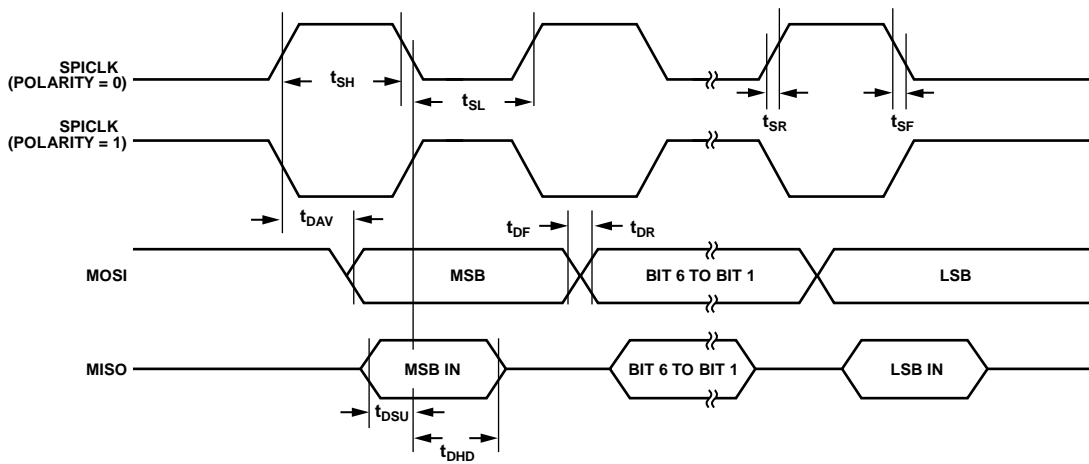 SPICLK
(POLARITY = 0)
tSH
tSL
tSR
tSF
SPICLK
(POLARITY = 1)
tDAV
tDF
tDR
MOSI
MSB
BIT 6 TO BIT 1
LSB
MISO
MSB IN
BIT 6 TO BIT 1
LSB IN
tDSU
tDHD